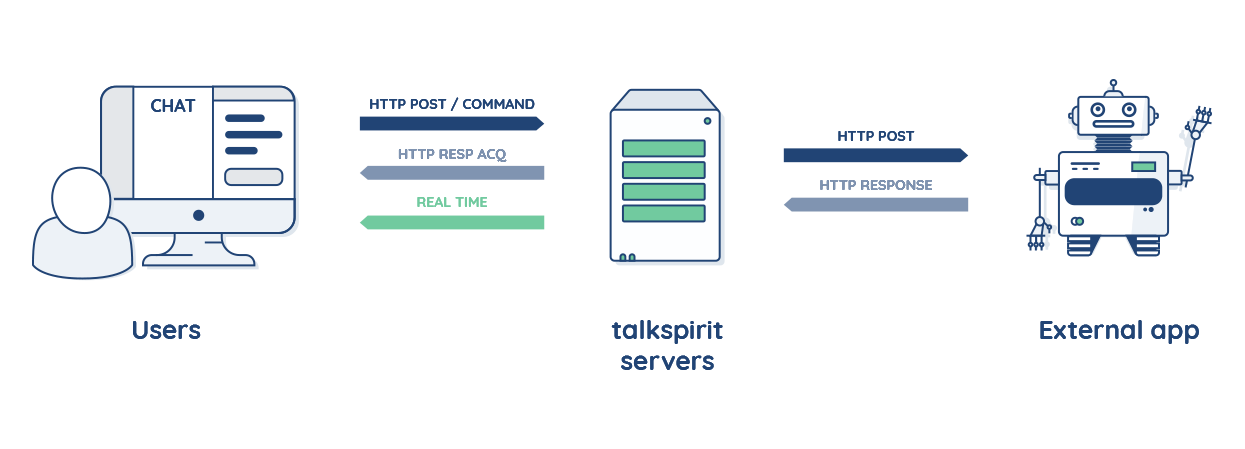 CHAT
HTTP POST / COMMAND
HTTP RESP ACQ
REAL TIME
HTTP POST
HTTP RESPONSE
Users
talkspirit
servers
External app